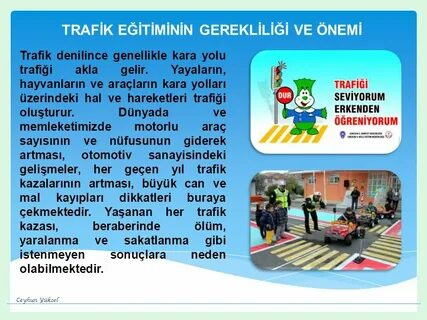 TRAFİK EĞİTİMİNİN GEREKLİLİĞİ VE ÖNEMİ
Trafik denilince genellikle kara yolu
trafiği akla gelir. Yayaların,
hayvanların ve araçların kara yolları
üzerindeki hal ve hareketleri trafiği
oluşturur. Dünyada ve
memleketimizde motorlu araç
sayısının ve nüfusunun giderek
artması, otomotiv sanayisindeki
gelişmeler, her geçen yıl trafik
kazalarının artması, büyük can ve
mal kayıpları dikkatleri buraya
çekmektedir. Yaşanan her trafik
kazası, beraberinde ölüm,
yaralanma ve sakatlanma gibi
istenmeyen sonuçlara neden
olabilmektedir.
DUR
TRAFİĞİ
SEVİYORUM
ERKENDEN
ÖĞRENİYORUM
Ceyhun Yüksel